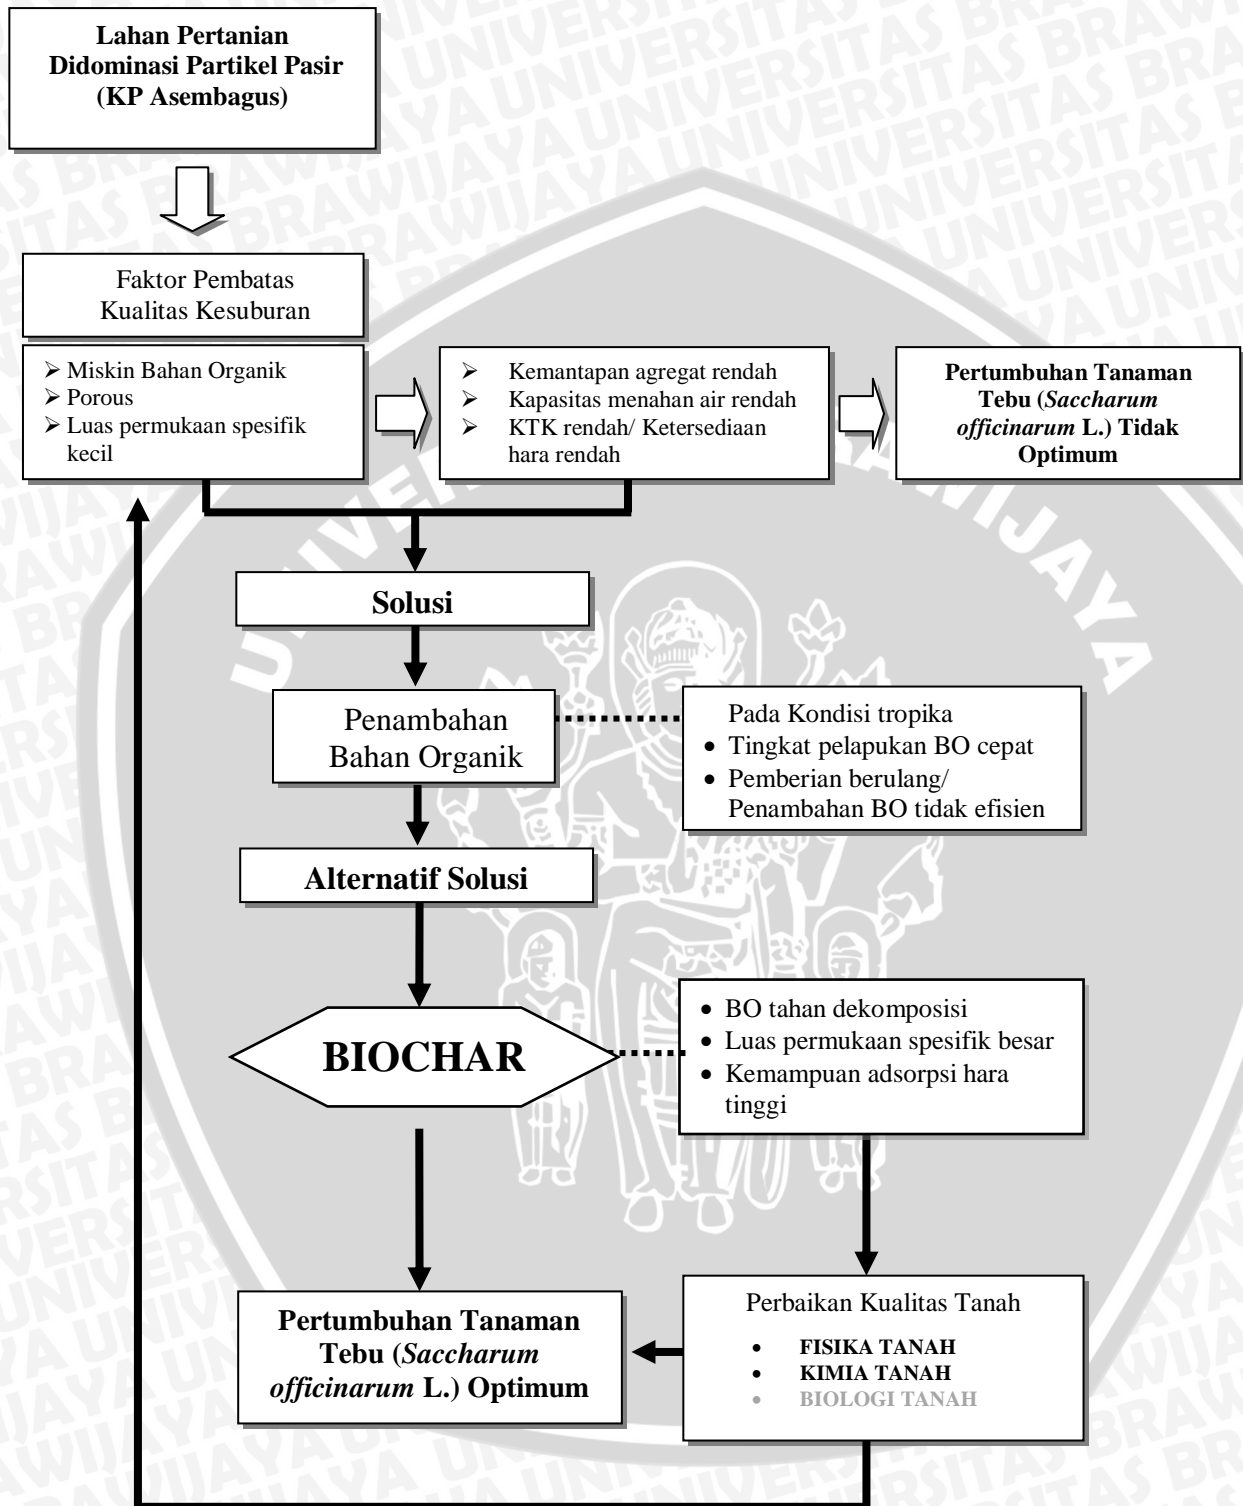 Lahan Pertanian
Didominasi Partikel Pasir
(KP Asembagus)
Faktor Pembatas
Kualitas Kesuburan
➢ Miskin Bahan Organik
➢ Porous
➢ Luas permukaan spesifik
kecil
➢ Kemantapan agregat rendah
➢ Kapasitas menahan air rendah
➢ KTK rendah/ Ketersediaan
hara rendah
Pertumbuhan Tanaman
Tebu (Saccharum
officinarum L.) Tidak
Optimum
Solusi
Penambahan
Bahan Organik
Pada Kondisi tropika
• Tingkat pelapukan BO cepat
• Pemberian berulang/
Penambahan BO tidak efisien
Alternatif Solusi
BIOCHAR
• BO tahan dekomposisi
• Luas permukaan spesifik besar
• Kemampuan adsorpsi hara
tinggi
Pertumbuhan Tanaman
Tebu (Saccharum
officinarum L.) Optimum
Perbaikan Kualitas Tanah
• FISIKA TANAH
• KIMIA TANAH
• BIOLOGI TANAH